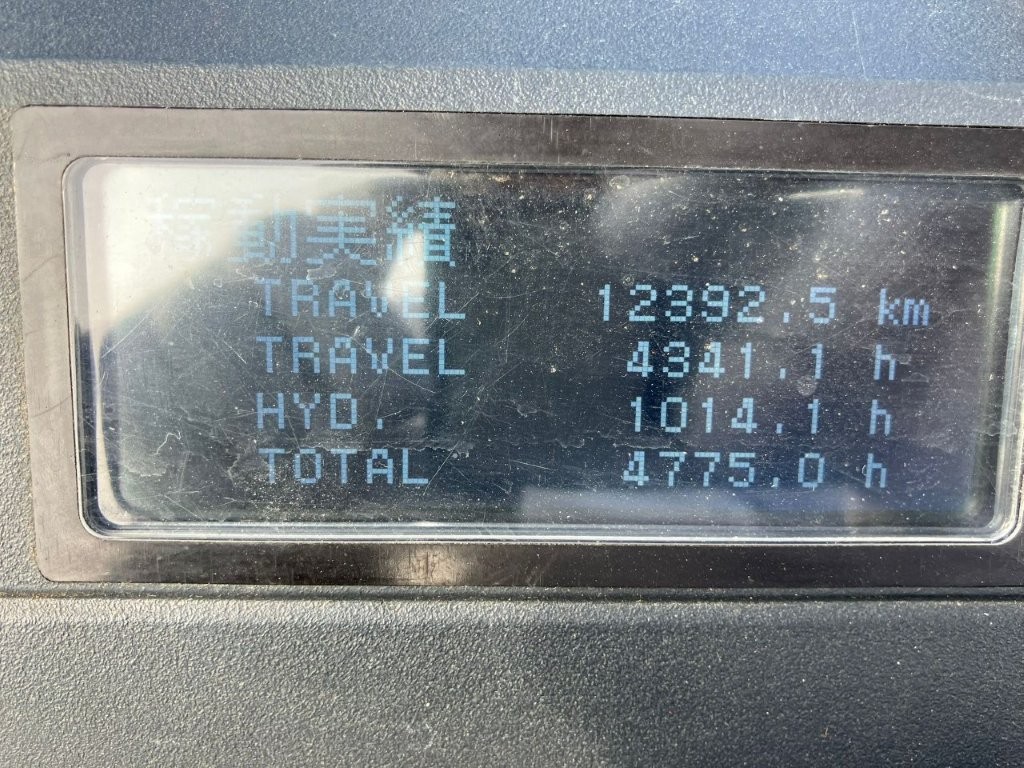 稼動実績
TRAVEL 12392.5 km
TRAVEL 4341.1 h
HYD. 1014.1 h
TOTAL 4775.0 h